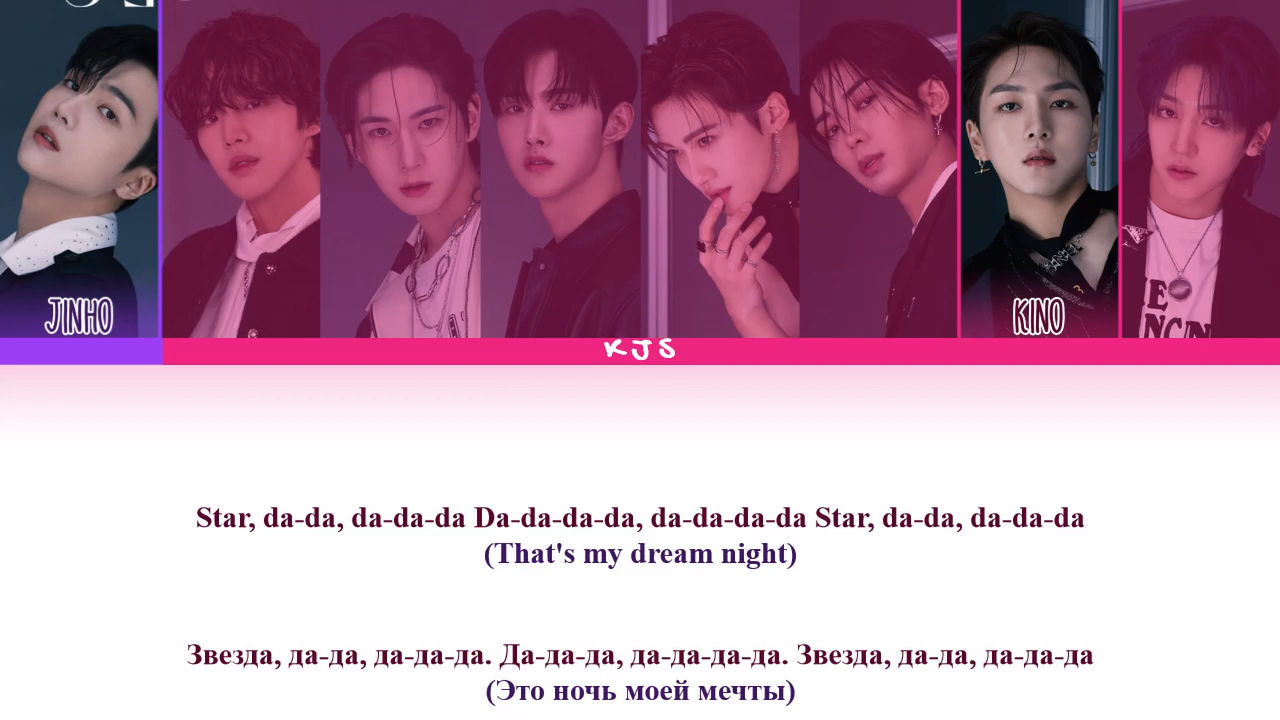 JINHO
KINO
KJS
Star, da-da, da-da-da Da-da-da-da, da-da-da-da Star, da-da, da-da-da
(That's my dream night)
Звезда, да-да, да-да-да. Да-да-да, да-да-да-да. Звезда, да-да, да-да-да
(Это ночь моей мечты)